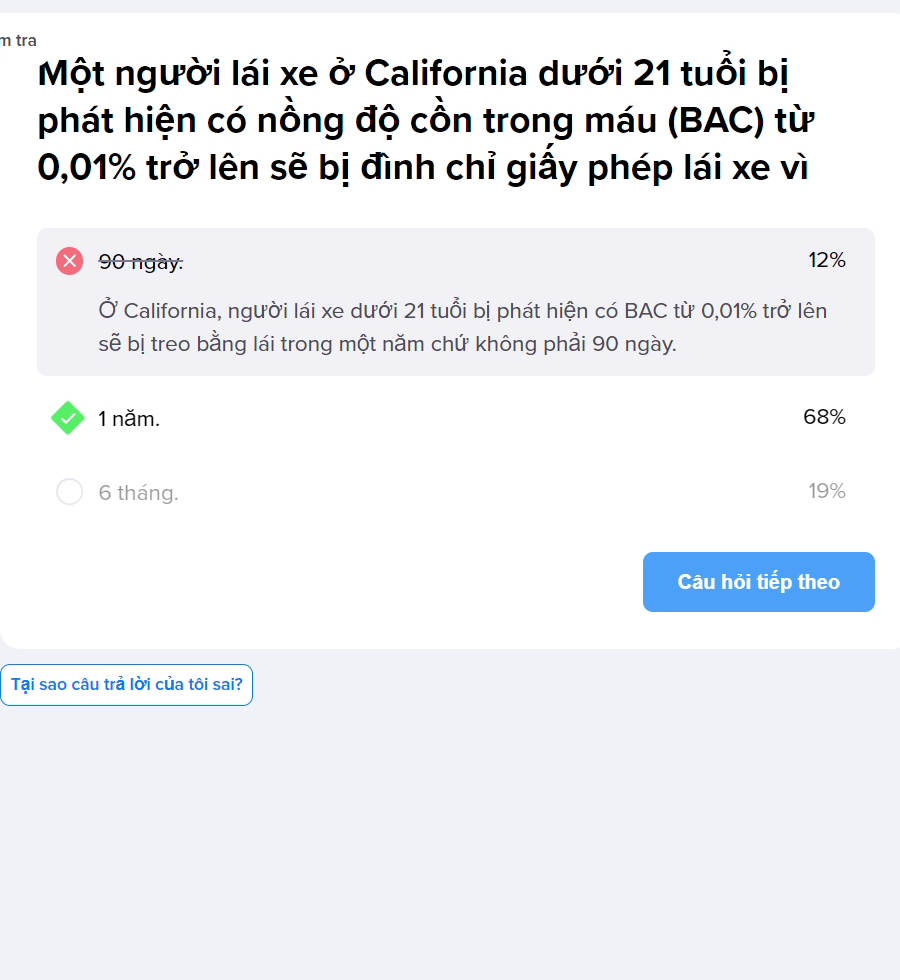 m tra
Một người lái xe ở California dưới 21 tuổi bị
phát hiện có nồng độ cồn trong máu (BAC) từ
0,01% trở lên sẽ bị đình chỉ giấy phép lái xe vì
90 ngày. 12%
Ở California, người lái xe dưới 21 tuổi bị phát hiện có BAC từ 0,01% trở lên
sẽ bị treo bằng lái trong một năm chứ không phải 90 ngày.
1 năm. 68%
6 tháng. 19%
Câu hỏi tiếp theo
Tại sao câu trả lời của tôi sai?